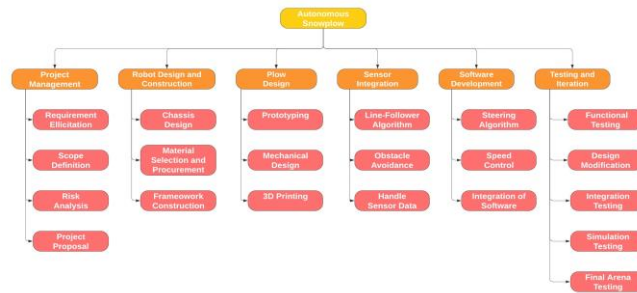 Autonomous
Snowplow
Project
Management
Robot Design and
Construction
Plow
Design
Sensor
Integration
Software
Development
Testing and
Iteration
Requirement
Ellicitation
Chassis
Design
Prototyping
Line-Follower
Algorithm
Steering
Algorithm
Functional
Testing
Scope
Definition
Material
Selection and
Procurement
Mechanical
Design
Obstacle
Avoidance
Speed
Control
Design
Modification
Risk
Analysis
Frameowork
Construction
3D Printing
Handle
Sensor Data
Integration of
Software
Integration
Testing
Project
Proposal
Simulation
Testing
Final Arena
Testing